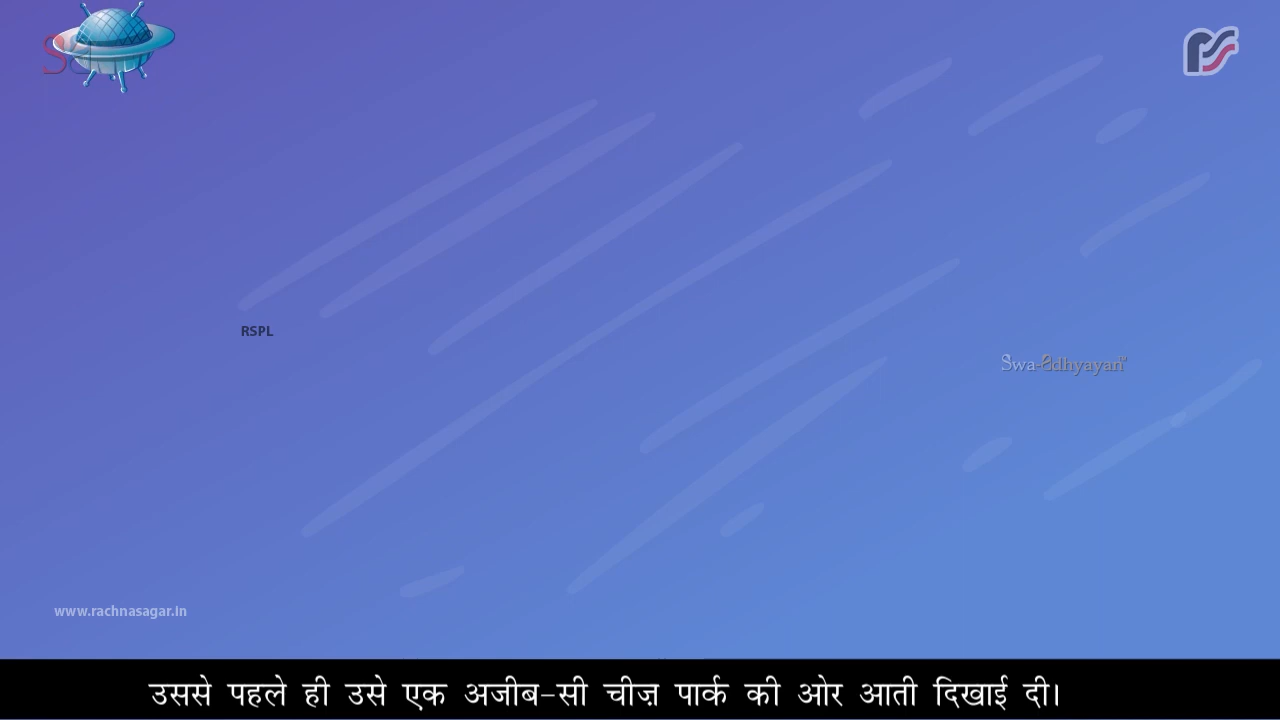 RSPL
Swa-adhyayan
www.rachnasagar.in
उससे पहले ही उसे एक अजीब-सी चीज़ पार्क की ओर आती दिखाई दी।